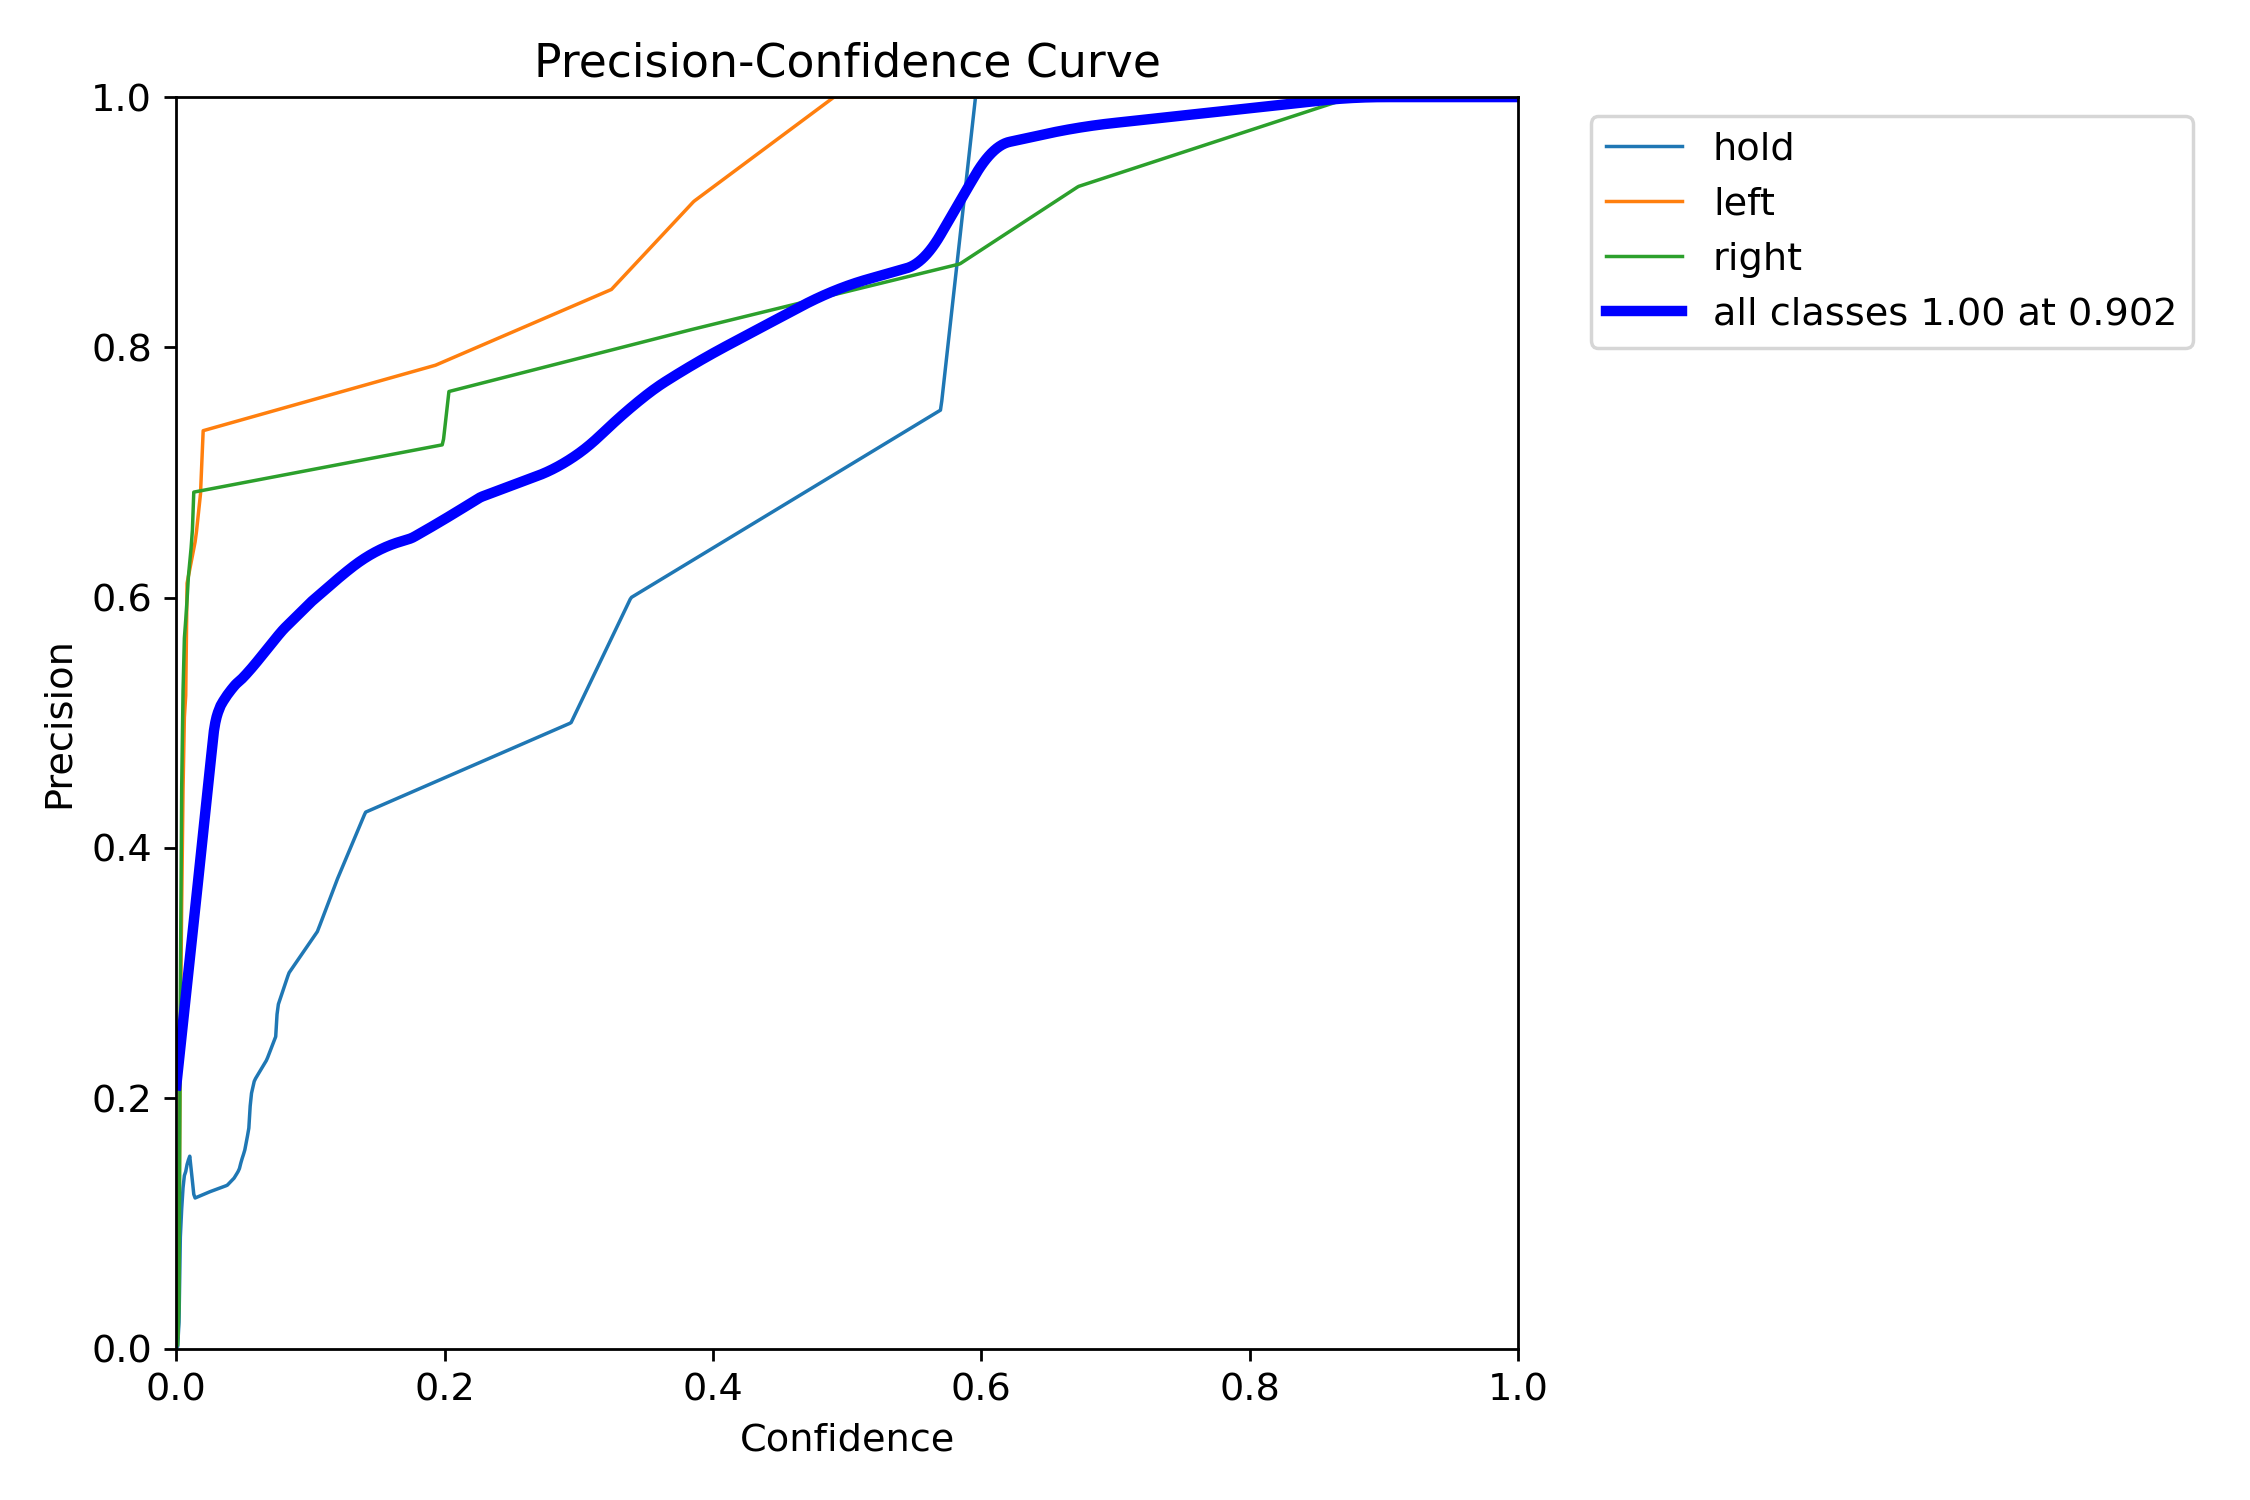 Precision-Confidence Curve
1.0
0.8
0.6
0.4
0.2
0.0
Precision
0.0 0.2 0.4 0.6 0.8 1.0
Confidence
hold
left
right
all classes 1.00 at 0.902